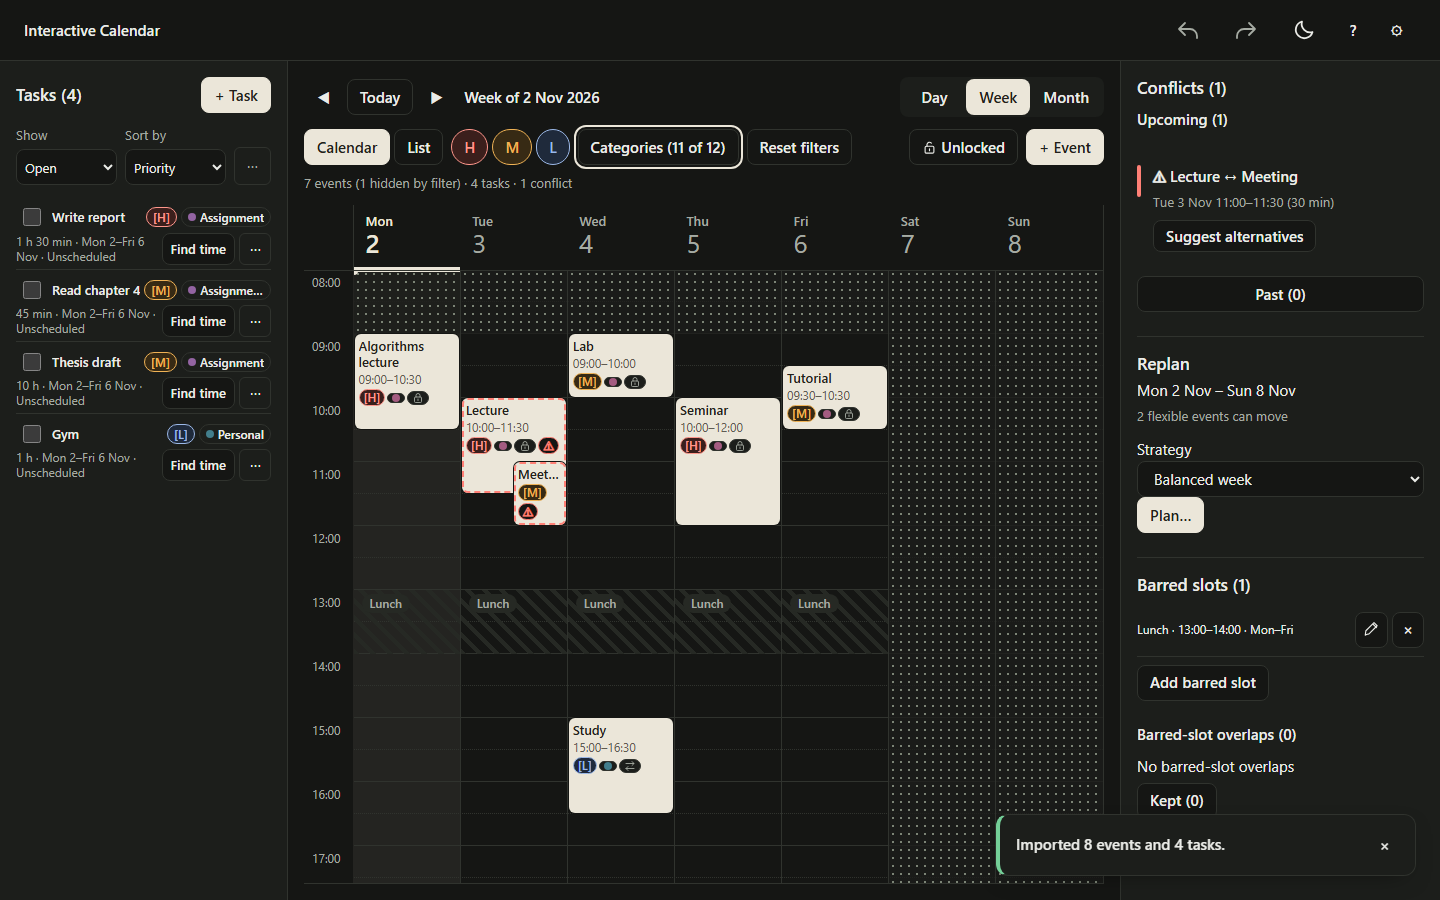 Interactive Calendar
?
Tasks (4)
+ Task
Show
Sort by
Open
Priority
...
Write report
[H]
Assignment
1 h 30 min · Mon 2–Fri 6
Nov · Unscheduled
Find time
...
Read chapter 4
[M]
Assignme...
45 min · Mon 2–Fri 6 Nov ·
Unscheduled
Find time
...
Thesis draft
[M]
Assignment
10 h · Mon 2–Fri 6 Nov ·
Unscheduled
Find time
...
Gym
[L]
Personal
1 h · Mon 2–Fri 6 Nov ·
Unscheduled
Find time
...
Today
Week of 2 Nov 2026
Day
Week
Month
Calendar
List
H
M
L
Categories (11 of 12)
Reset filters
Unlocked
+ Event
7 events (1 hidden by filter) · 4 tasks · 1 conflict
Mon
2
Tue
3
Wed
4
Thu
5
Fri
6
Sat
7
Sun
8
08:00
09:00
10:00
11:00
12:00
13:00
14:00
15:00
16:00
17:00
Algorithms
lecture
09:00–10:30
[H]
Lecture
10:00–11:30
[H]
Meet...
[M]
Lab
09:00–10:00
[M]
Study
15:00–16:30
[L]
Seminar
10:00–12:00
[H]
Tutorial
09:30–10:30
[M]
Lunch
Lunch
Lunch
Lunch
Lunch
Conflicts (1)
Upcoming (1)
Lecture ↔ Meeting
Tue 3 Nov 11:00–11:30 (30 min)
Suggest alternatives
Past (0)
Replan
Mon 2 Nov – Sun 8 Nov
2 flexible events can move
Strategy
Balanced week
Plan...
Barred slots (1)
Lunch · 13:00–14:00 · Mon–Fri
×
Add barred slot
Barred-slot overlaps (0)
No barred-slot overlaps
Kept (0)
Imported 8 events and 4 tasks.
×